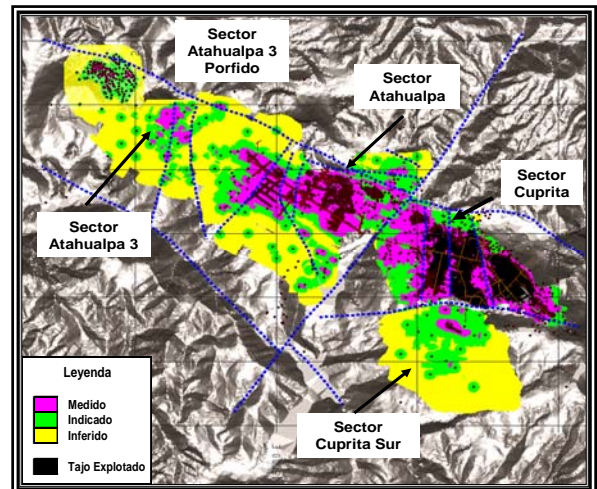 Sector
Atahualpa 3
Porfido
Sector
Atahualpa
Sector
Cuprita
Sector
Atahualpa 3
Leyenda
Medido
Indicado
Inferido
Tajo Explotado
Sector
Cuprita Sur